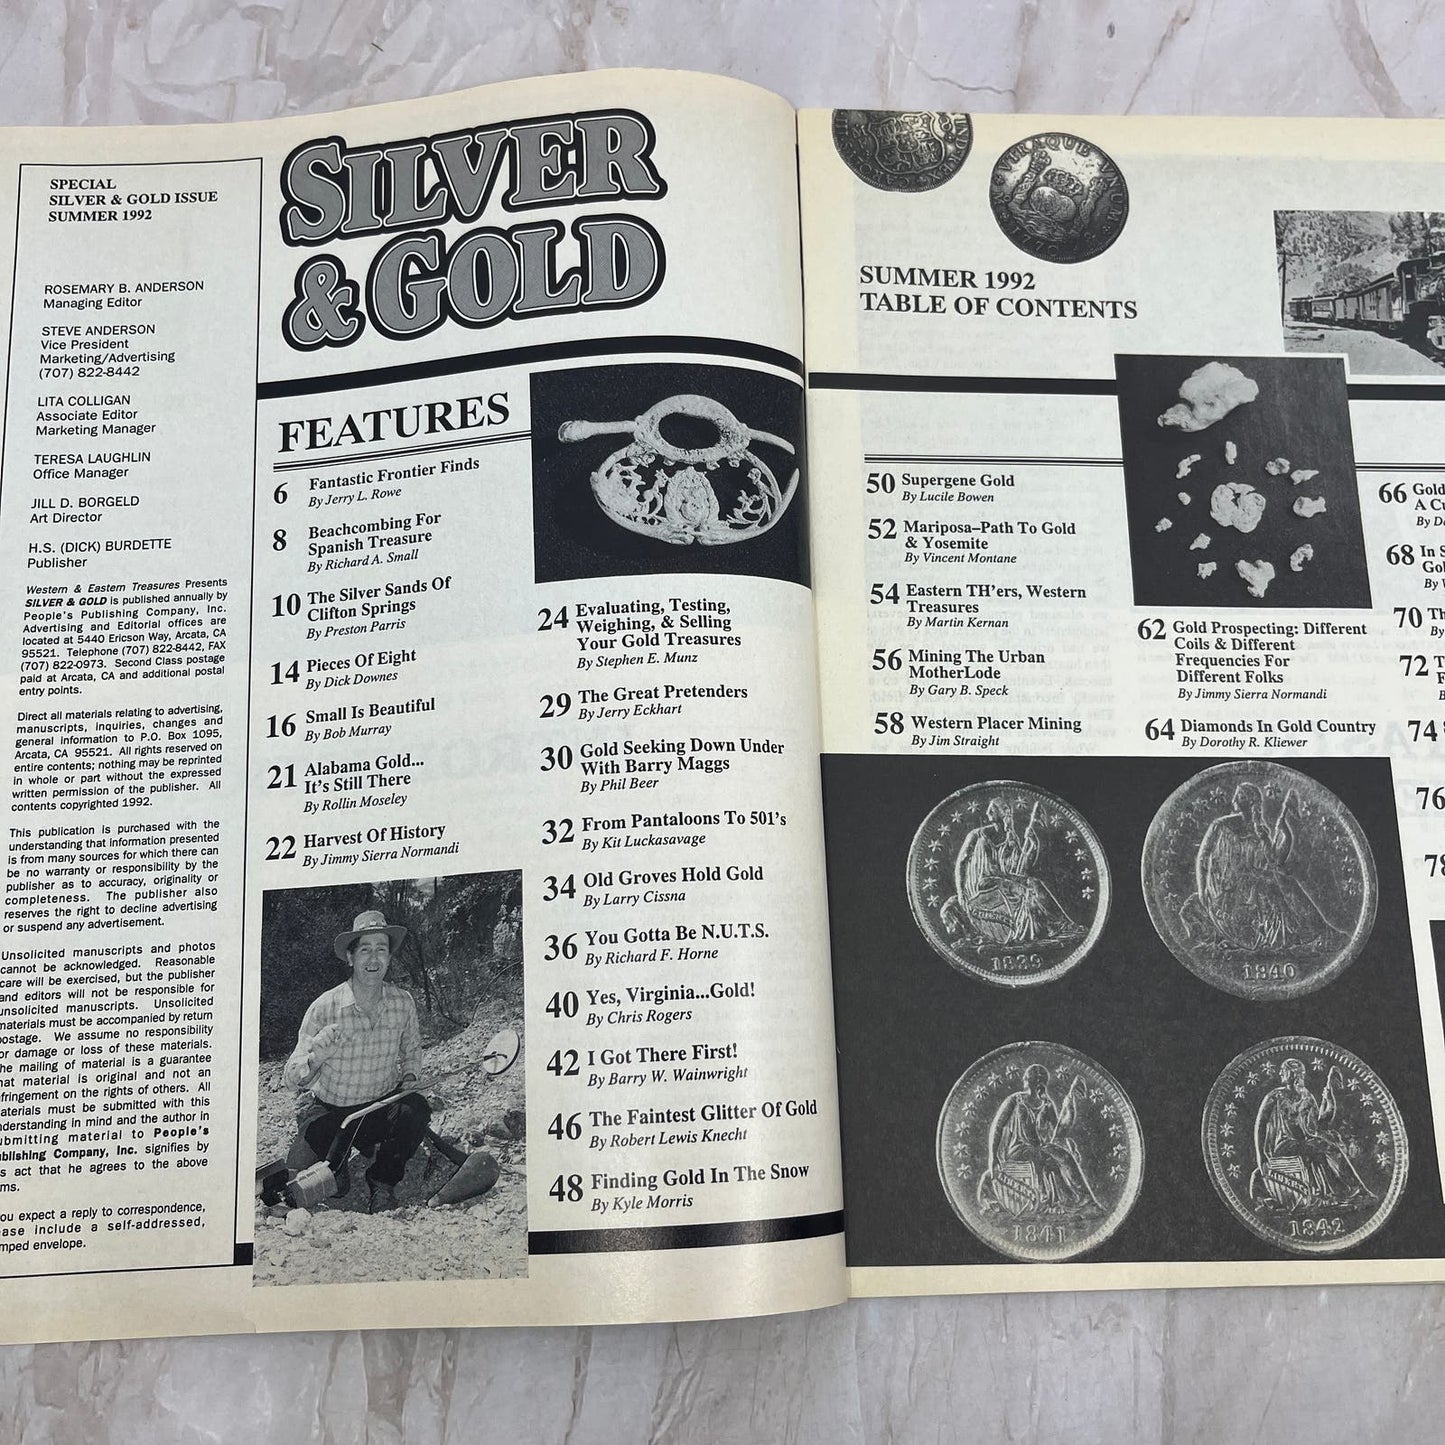 SPECIAL
SILVER & GOLD ISSUE
SUMMER 1992
ROSEMARY B. ANDERSON
Managing Editor
STEVE ANDERSON
Vice President
Marketing/Advertising
(707) 822-8442
LITA COLLIGAN
Associate Editor
Marketing Manager
TERESA LAUGHLIN
Office Manager
JILL D. BORGELD
Art Director
H.S. (DICK) BURDETTE
Publisher
Western & Eastern Treasures Presents
SILVER & GOLD is published annually by
People's Publishing Company, Inc.
Advertising and Editorial offices are
located at 5440 Ericson Way, Arcata, CA
95521. Telephone (707) 822-8442, FAX
(707) 822-0973. Second Class postage
paid at Arcata, CA and additional postal
entry points.
Direct all materials relating to advertising,
manuscripts, inquiries, changes and
general information to P.O. Box 1095,
Arcata, CA 95521. All rights reserved on
entire contents; nothing may be reprinted
in whole or part without the expressed
written permission of the publisher. All
contents copyrighted 1992.
This publication is purchased with the
understanding that information presented
is from many sources for which there can
be no warranty or responsibility by the
publisher as to accuracy, originality or
completeness. The publisher also
reserves the right to decline advertising
or suspend any advertisement.
Unsolicited manuscripts and photos
cannot be acknowledged. Reasonable
care will be exercised, but the publisher
and editors will not be responsible for
unsolicited manuscripts. Unsolicited
materials must be accompanied by return
postage. We assume no responsibility
or damage or loss of these materials.
he mailing of material is a guarantee
hat material is original and not an
fringement on the rights of others. All
aterials must be submitted with this
nderstanding in mind and the author in
ubmitting material to People's
ublishing Company, Inc. signifies by
s act that he agrees to the above
ms.
ou expect a reply to correspondence,
ase include a self-addressed,
mped envelope.
SILVER
& GOLD
FEATURES
6 Fantastic Frontier Finds
By Jerry L. Rowe
8 Beachcombing For
Spanish Treasure
By Richard A. Small
10 The Silver Sands Of
Clifton Springs
By Preston Parris
14 Pieces Of Eight
By Dick Downes
16 Small Is Beautiful
By Bob Murray
21 Alabama Gold...
It's Still There
By Rollin Moseley
22 Harvest Of History
By Jimmy Sierra Normandi
24 Evaluating, Testing,
Weighing, & Selling
Your Gold Treasures
By Stephen E. Munz
29 The Great Pretenders
By Jerry Eckhart
30 Gold Seeking Down Under
With Barry Maggs
By Phil Beer
32 From Pantaloons To 501's
By Kit Luckasavage
34 Old Groves Hold Gold
By Larry Cissna
36 You Gotta Be N.U.T.S.
By Richard F. Horne
40 Yes, Virginia...Gold!
By Chris Rogers
42 I Got There First!
By Barry W. Wainwright
46 The Faintest Glitter Of Gold
By Robert Lewis Knecht
48 Finding Gold In The Snow
By Kyle Morris
VTRAQUE VNUM
1770
SUMMER 1992
TABLE OF CONTENTS
50 Supergene Gold
By Lucile Bowen
52 Mariposa–Path To Gold
& Yosemite
By Vincent Montane
54 Eastern TH'ers, Western
Treasures
By Martin Kernan
56 Mining The Urban
MotherLode
By Gary B. Speck
58 Western Placer Mining
By Jim Straight
62 Gold Prospecting: Different
Coils & Different
Frequencies For
Different Folks
By Jimmy Sierra Normandi
64 Diamonds In Gold Country
By Dorothy R. Kliewer
66 Gold
A Cu
By D
68 In S
Gol
By
70 Th
By
72 T
F
B
74
76
78
1839
1840
1841
1842